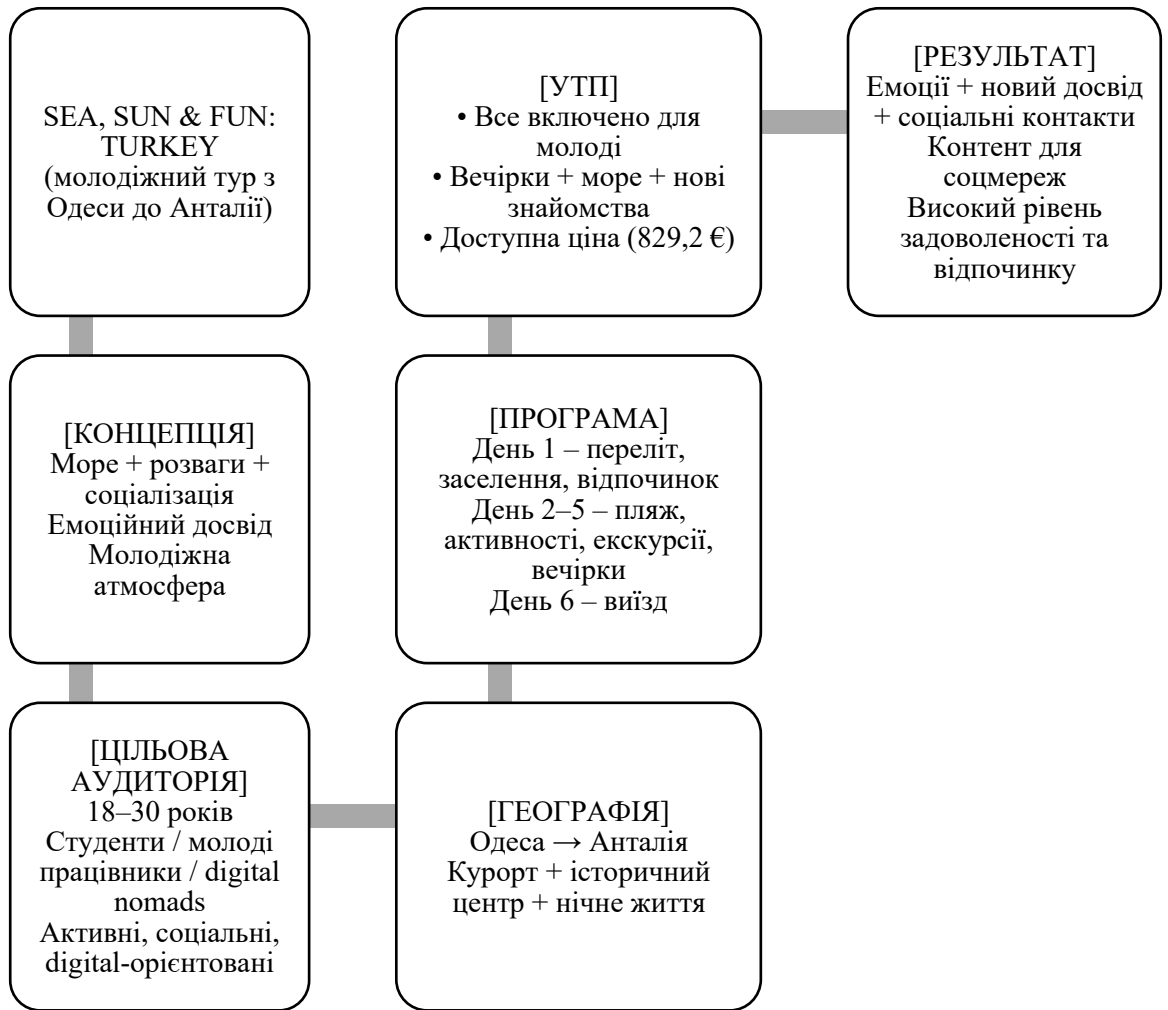 SEA, SUN & FUN:
TURKEY
(молодіжний тур з
Одеси до Анталії)
[КОНЦЕПЦІЯ]
Море + розваги +
соціалізація
Емоційний досвід
Молодіжна
атмосфера
[ЦІЛЬОВА
АУДИТОРІЯ]
18–30 років
Студенти / молоді
працівники / digital
nomads
Активні, соціальні,
digital-орієнтовані
[ГЕОГРАФІЯ]
Одеса → Анталія
Курорт + історичний
центр + нічне життя
[ПРОГРАМА]
День 1 – переліт,
заселення, відпочинок
День 2–5 – пляж,
активності, екскурсії,
вечірки
День 6 – виїзд
[УТП]
• Все включено для
молоді
• Вечірки + море + нові
знайомства
• Доступна ціна (829,2 €)
[РЕЗУЛЬТАТ]
Емоції + новий досвід
+ соціальні контакти
Контент для
соцмереж
Високий рівень
задоволеності та
відпочинку